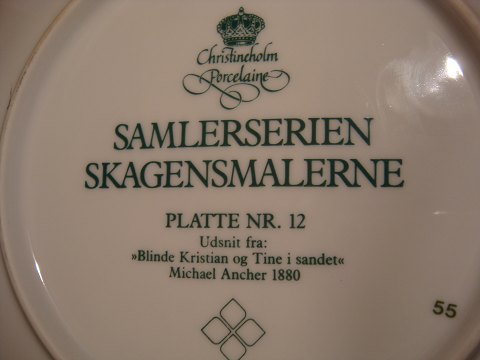 Christineholm
Porcelaine
SAMLERSERIEN
SKAGENSMALERNE
PLATTE NR. 12
Udsnit fra:
»Blinde Kristian og Tine i sandet«
Michael Ancher 1880
55